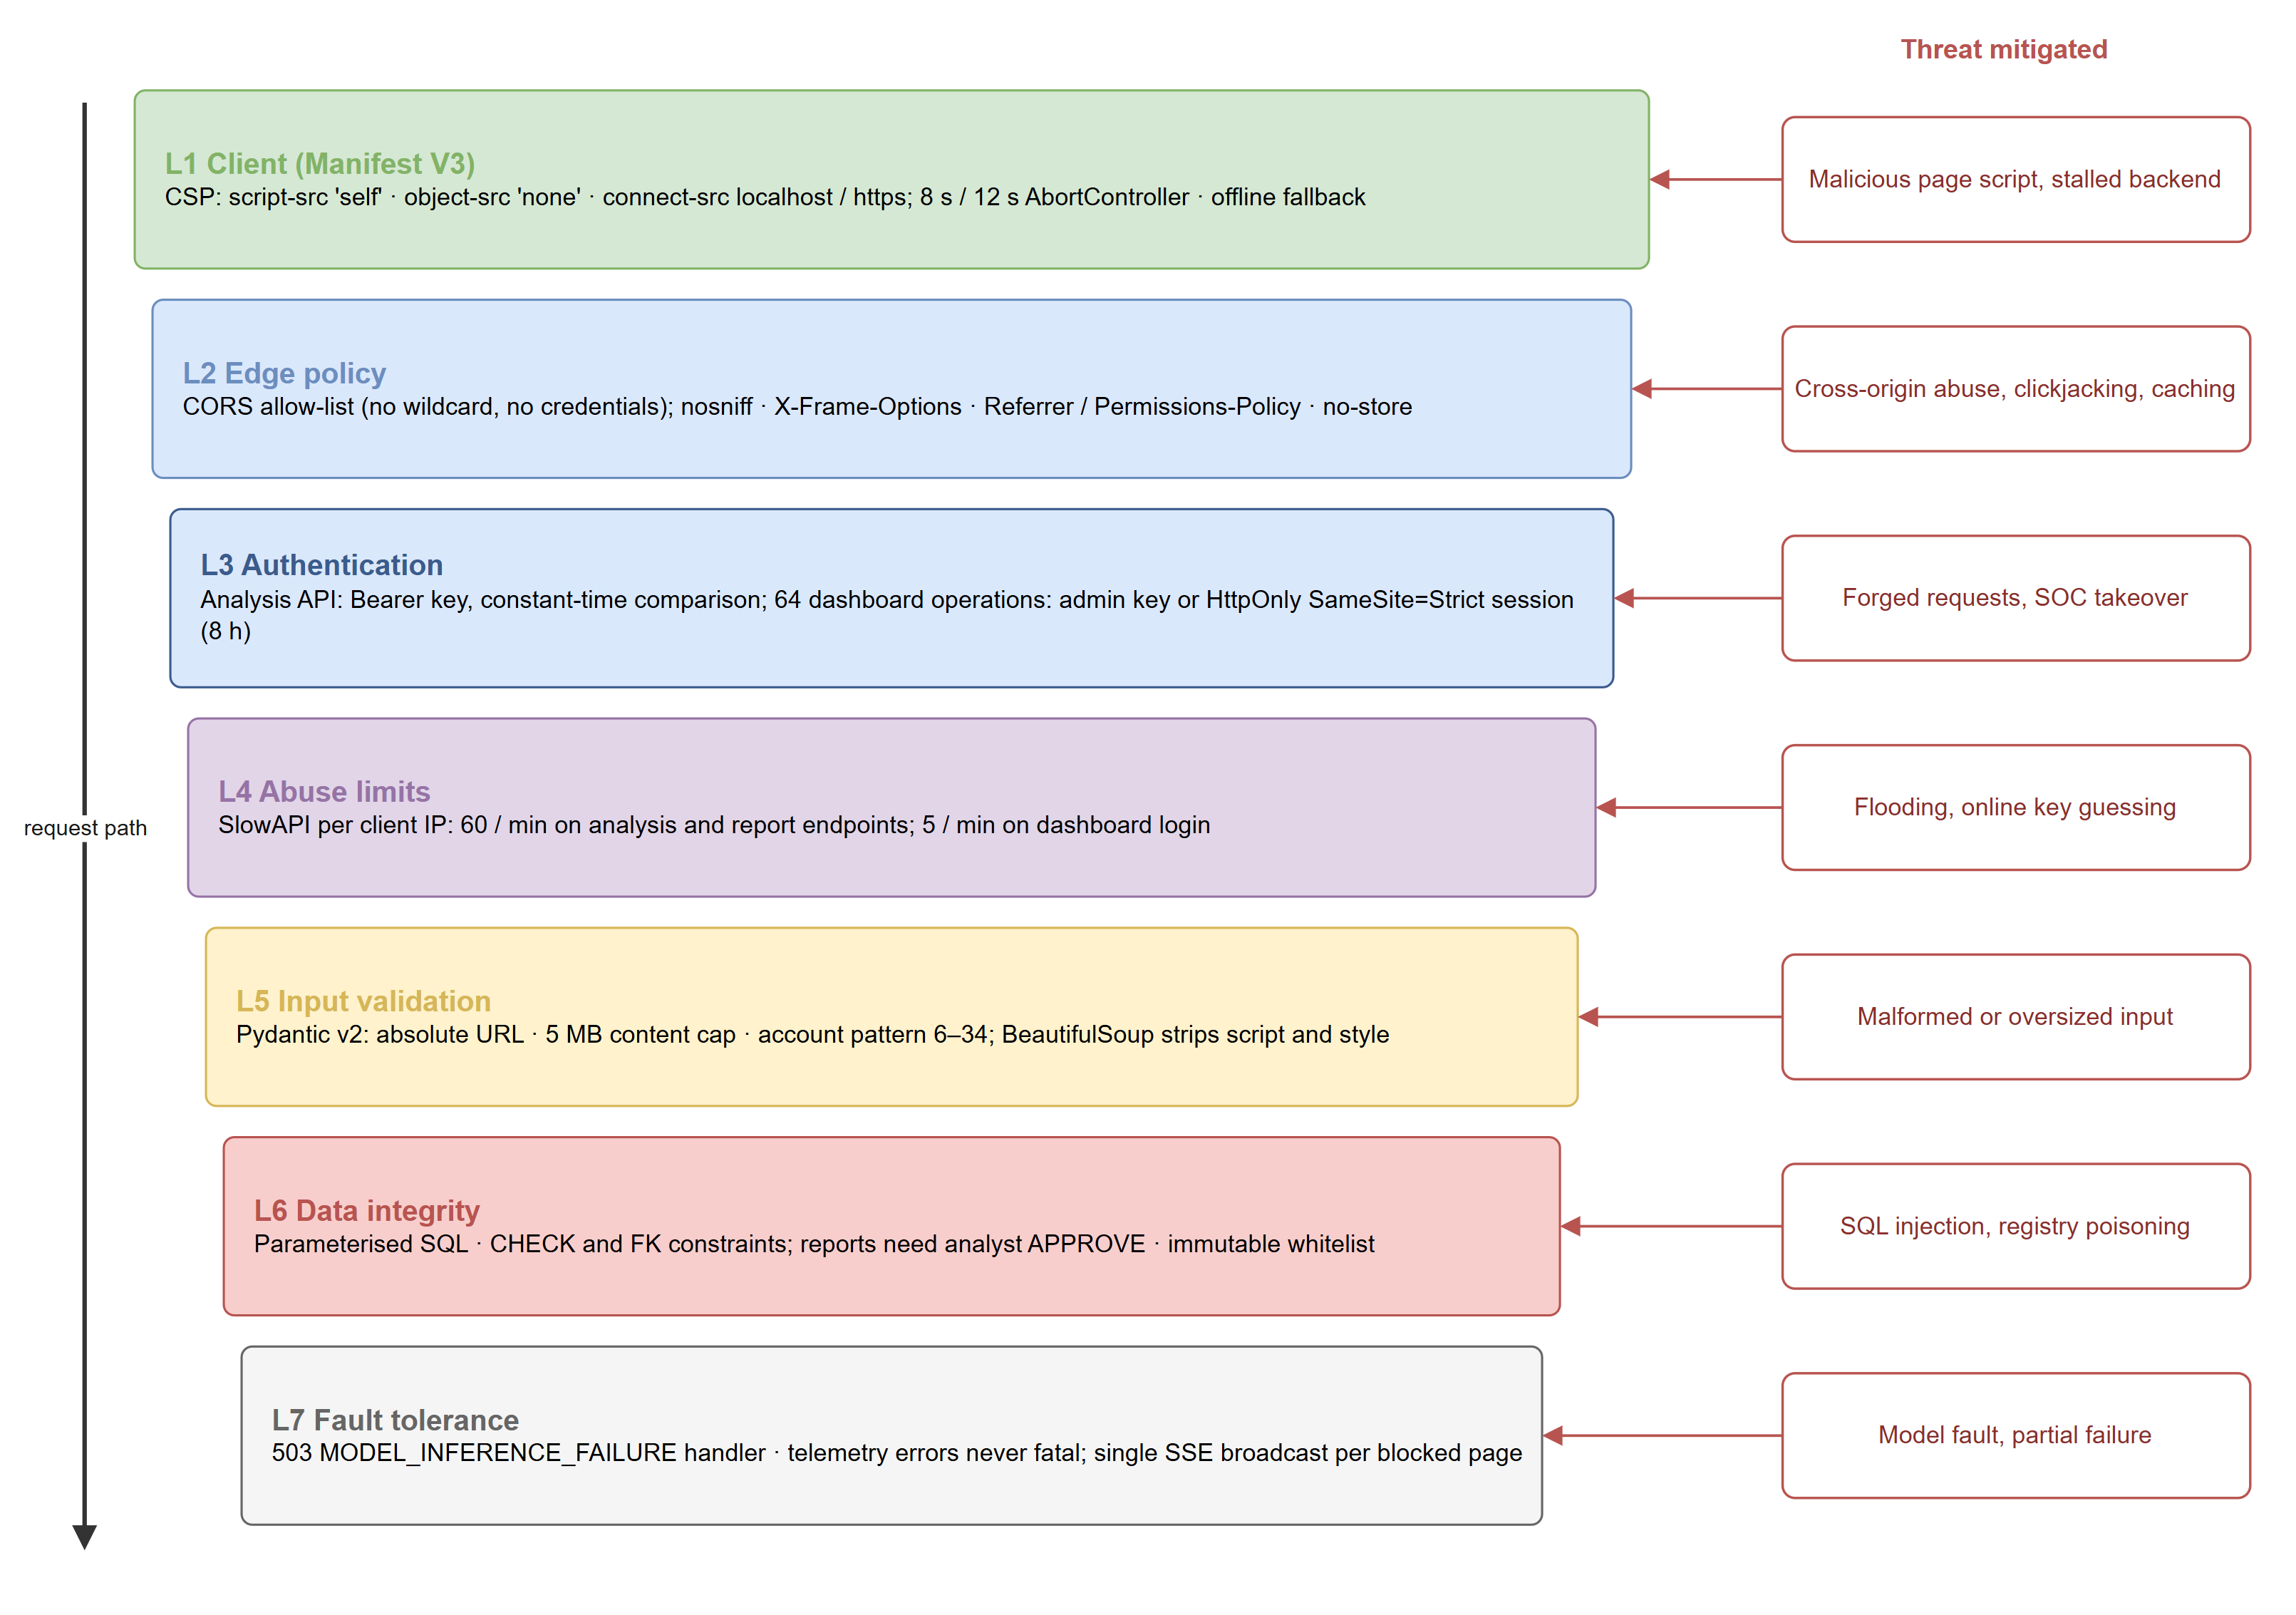 Threat mitigated
L1 Client (Manifest V3)
CSP: script-src 'self' · object-src 'none' · connect-src localhost / https; 8 s / 12 s AbortController · offline fallback
Malicious page script, stalled backend
L2 Edge policy
CORS allow-list (no wildcard, no credentials); nosniff · X-Frame-Options · Referrer / Permissions-Policy · no-store
Cross-origin abuse, clickjacking, caching
L3 Authentication
Analysis API: Bearer key, constant-time comparison; 64 dashboard operations: admin key or HttpOnly SameSite=Strict session
(8 h)
Forged requests, SOC takeover
L4 Abuse limits
SlowAPI per client IP: 60 / min on analysis and report endpoints; 5 / min on dashboard login
Flooding, online key guessing
request path
L5 Input validation
Pydantic v2: absolute URL · 5 MB content cap · account pattern 6–34; BeautifulSoup strips script and style
Malformed or oversized input
L6 Data integrity
Parameterised SQL · CHECK and FK constraints; reports need analyst APPROVE · immutable whitelist
SQL injection, registry poisoning
L7 Fault tolerance
503 MODEL_INFERENCE_FAILURE handler · telemetry errors never fatal; single SSE broadcast per blocked page
Model fault, partial failure